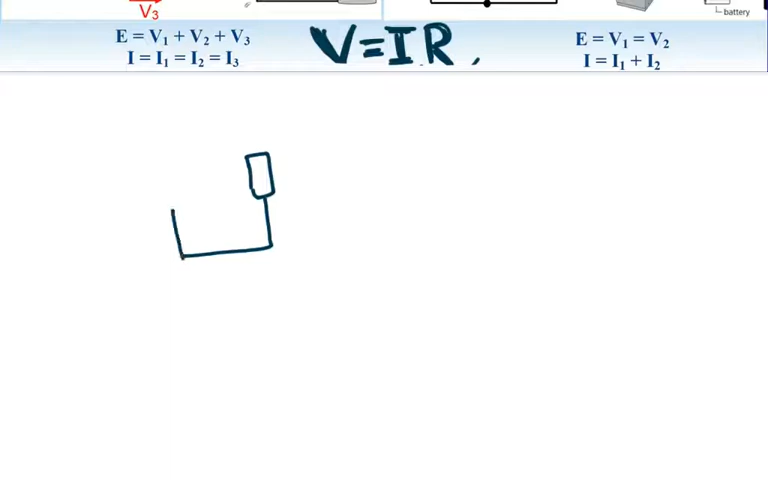 V₃
battery
E = V₁ + V₂ + V₃
I = I₁ = I₂ = I₃
V=IR.
E = V₁ = V₂
I = I₁ + I₂